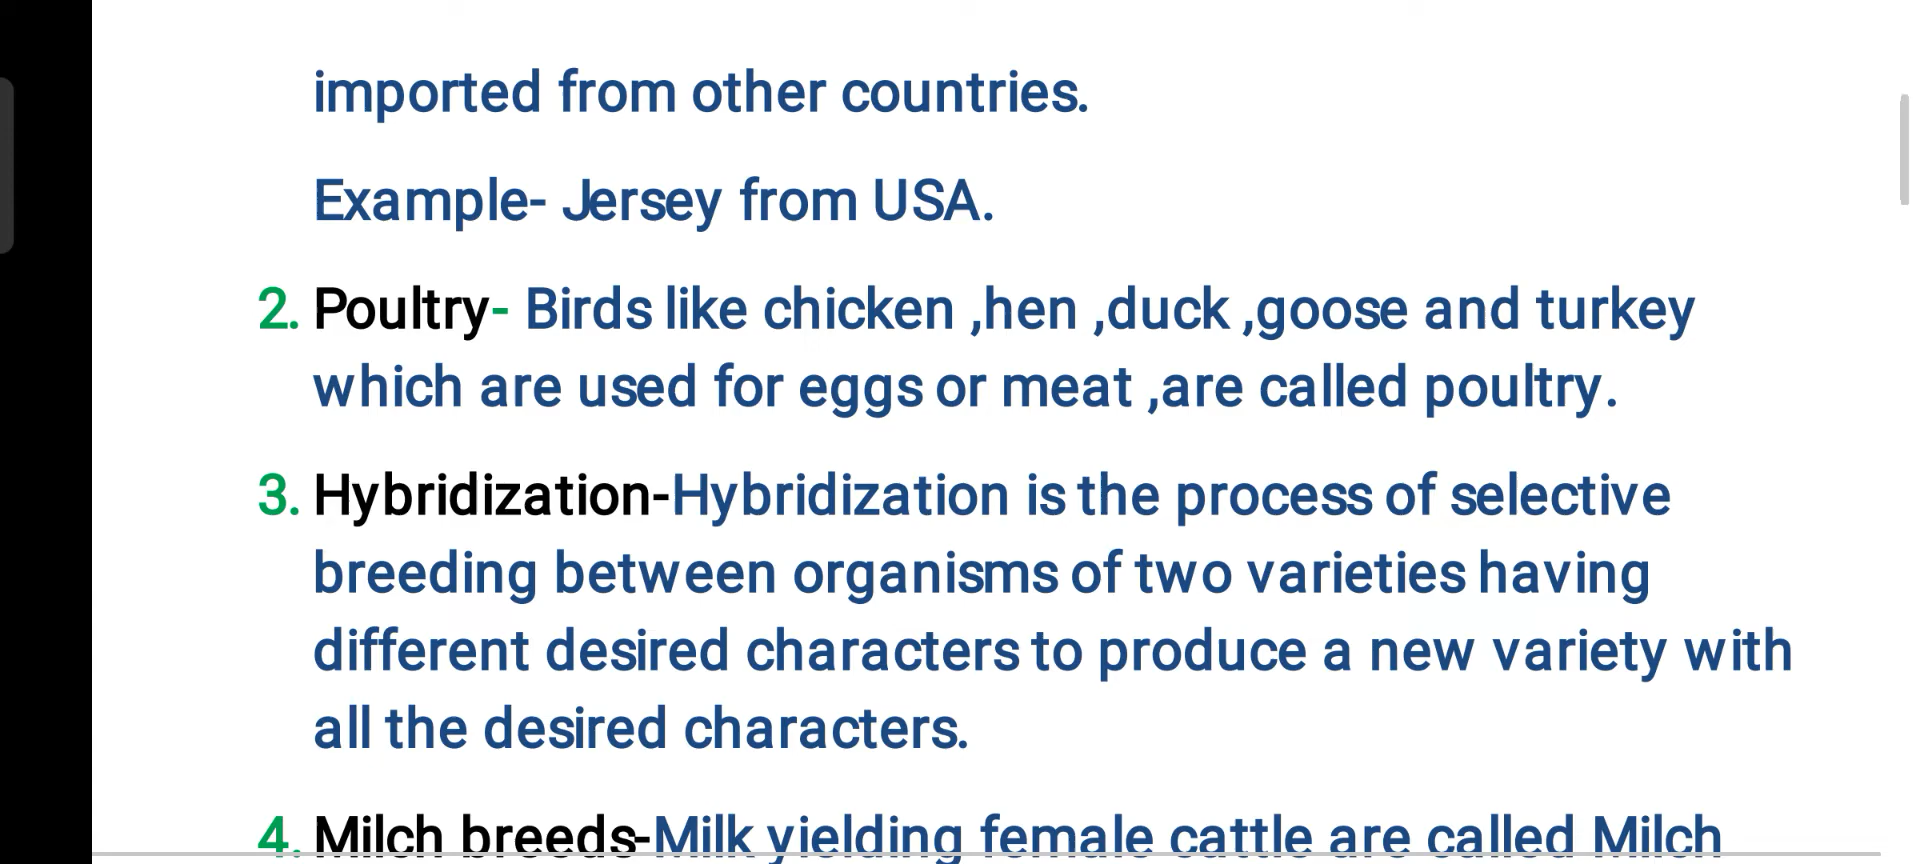 imported from other countries.
Example- Jersey from USA.
2. Poultry- Birds like chicken ,hen ,duck ,goose and turkey
which are used for eggs or meat ,are called poultry.
3. Hybridization-Hybridization is the process of selective
breeding between organisms of two varieties having
different desired characters to produce a new variety with
all the desired characters.
4. Milch breeds-Milk yielding female cattle are called Milch